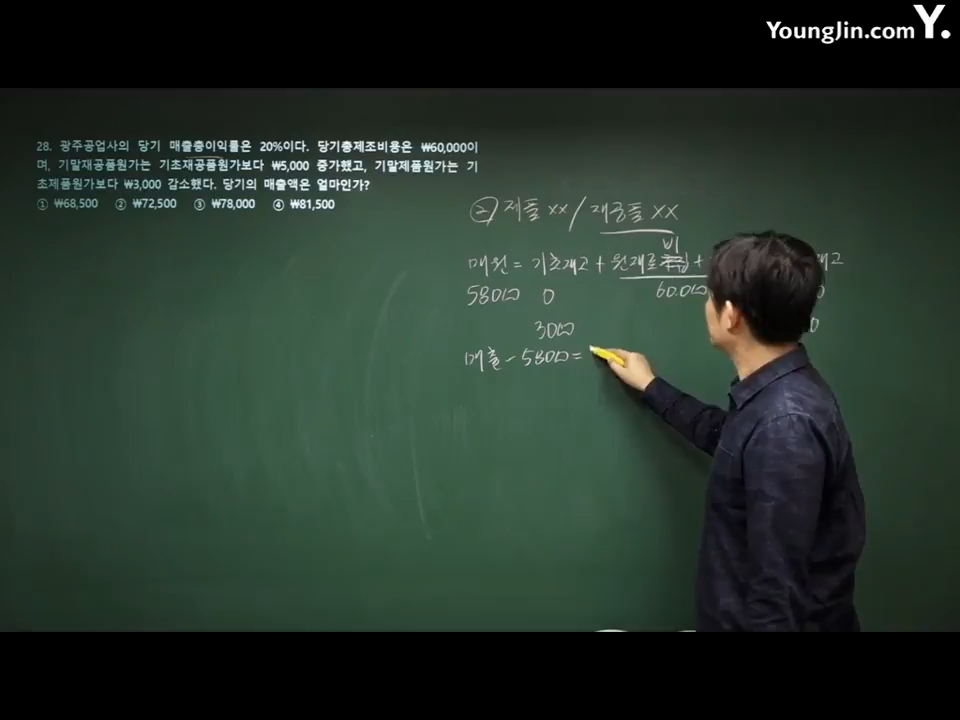 YoungJin.com Y.
28. 광주공업사의 당기 매출총이익률은 20%이다. 당기총제조비용은 ₩60,000이
며, 기말재공품원가는 기초재공품원가보다 ₩5,000 증가했고, 기말제품원가는 기
초제품원가보다 ₩3,000 감소했다. 당기의 매출액은 얼마인가?
① ₩68,500 ② ₩72,500 ③ ₩78,000 ④ ₩81,500
제품 xx / 재공품 xx
비
매원 = 기초재고 + 원재료 +
580 0 600
300
매출 - 580 =